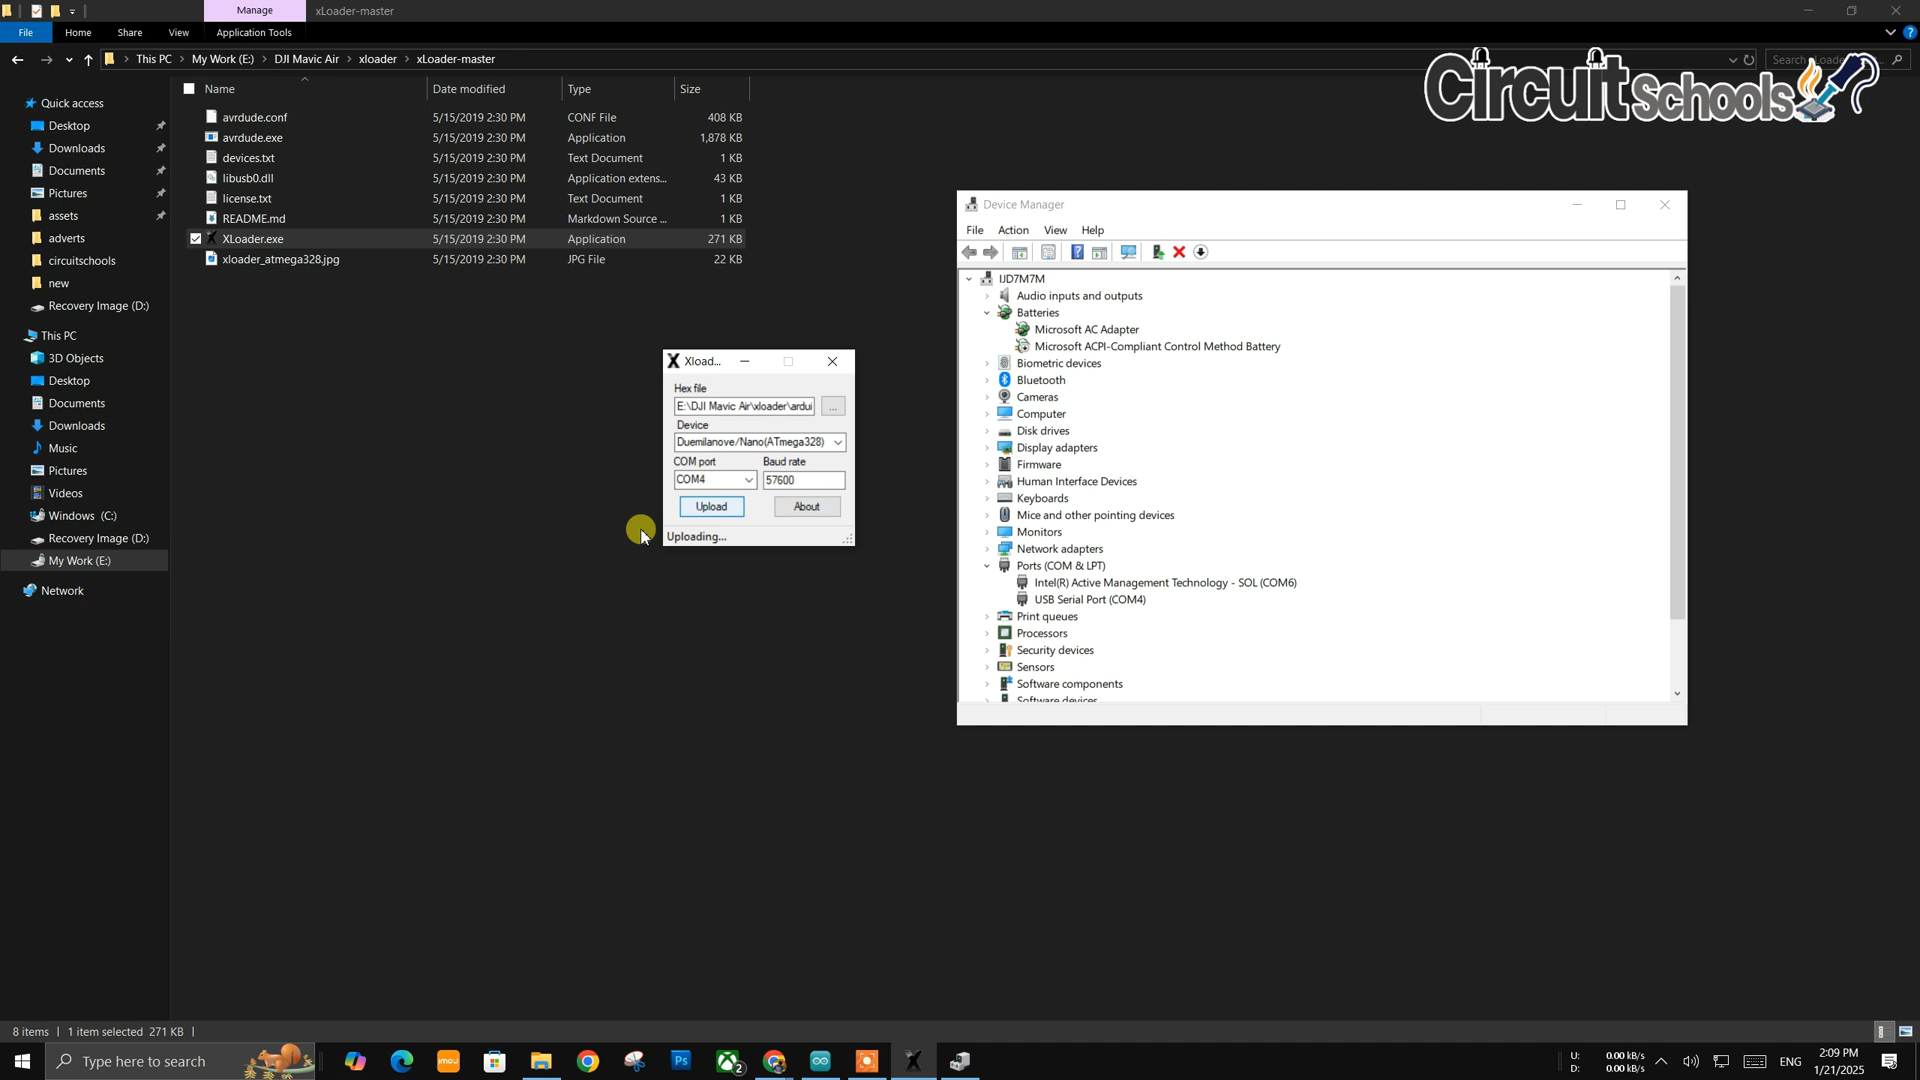 Manage
xLoader-master
File
Home
Share
View
Application Tools
This PC
My Work (E:)
DJI Mavic Air
xloader
xLoader-master
Circuitschools
Name
Date modified
Type
Size
avrdude.conf
5/15/2019 2:30 PM
CONF File
408 KB
avrdude.exe
5/15/2019 2:30 PM
Application
1,878 KB
devices.txt
5/15/2019 2:30 PM
Text Document
1 KB
libusb0.dll
5/15/2019 2:30 PM
Application extens...
43 KB
license.txt
5/15/2019 2:30 PM
Text Document
1 KB
README.md
5/15/2019 2:30 PM
Markdown Source ...
1 KB
XLoader.exe
5/15/2019 2:30 PM
Application
271 KB
xloader_atmega328.jpg
5/15/2019 2:30 PM
JPG File
22 KB
Quick access
Desktop
Downloads
Documents
Pictures
assets
adverts
circuitschools
new
Recovery Image (D:)
This PC
3D Objects
Desktop
Documents
Downloads
Music
Pictures
Videos
Windows (C:)
Recovery Image (D:)
My Work (E:)
Network
Xload...
Hex file
E:\DJI Mavic Air\xloader\ardui
...
Device
Duemilanove/Nano(ATmega328)
COM port
Baud rate
COM4
57600
Upload
About
Uploading...
Device Manager
File
Action
View
Help
IJD7M7M
Audio inputs and outputs
Batteries
Microsoft AC Adapter
Microsoft ACPI-Compliant Control Method Battery
Biometric devices
Bluetooth
Cameras
Computer
Disk drives
Display adapters
Firmware
Human Interface Devices
Keyboards
Mice and other pointing devices
Monitors
Network adapters
Ports (COM & LPT)
Intel(R) Active Management Technology - SOL (COM6)
USB Serial Port (COM4)
Print queues
Processors
Security devices
Sensors
Software components
Software devices
8 items
1 item selected 271 KB
Type here to search
imou
Ps
2
U: 0.00 kB/s
D: 0.00 kB/s
ENG
2:09 PM
1/21/2025